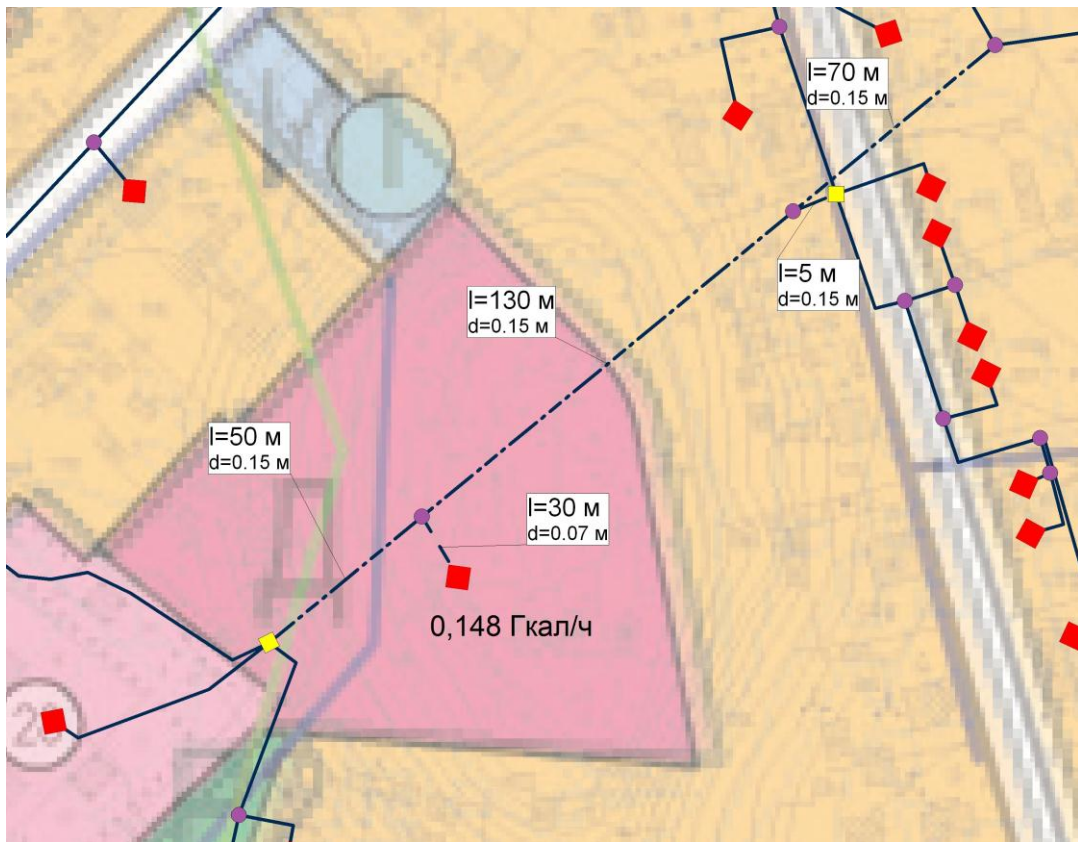 l=70 м
d=0.15 м
l=5 м
d=0.15 м
l=130 м
d=0.15 м
l=50 м
d=0.15 м
l=30 м
d=0.07 м
0,148 Гкал/ч
Д